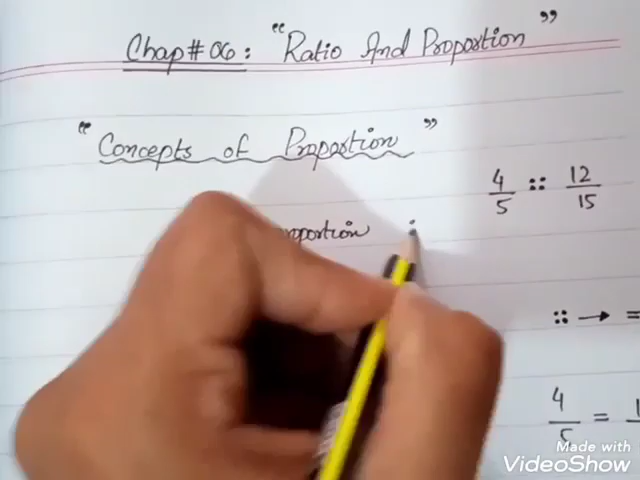 Chap# 06: "Ratio And Proportion"
"Concepts of Proportion"
4/5 :: 12/15
proportion
:: → =
4/5 =
Made with
VideoShow